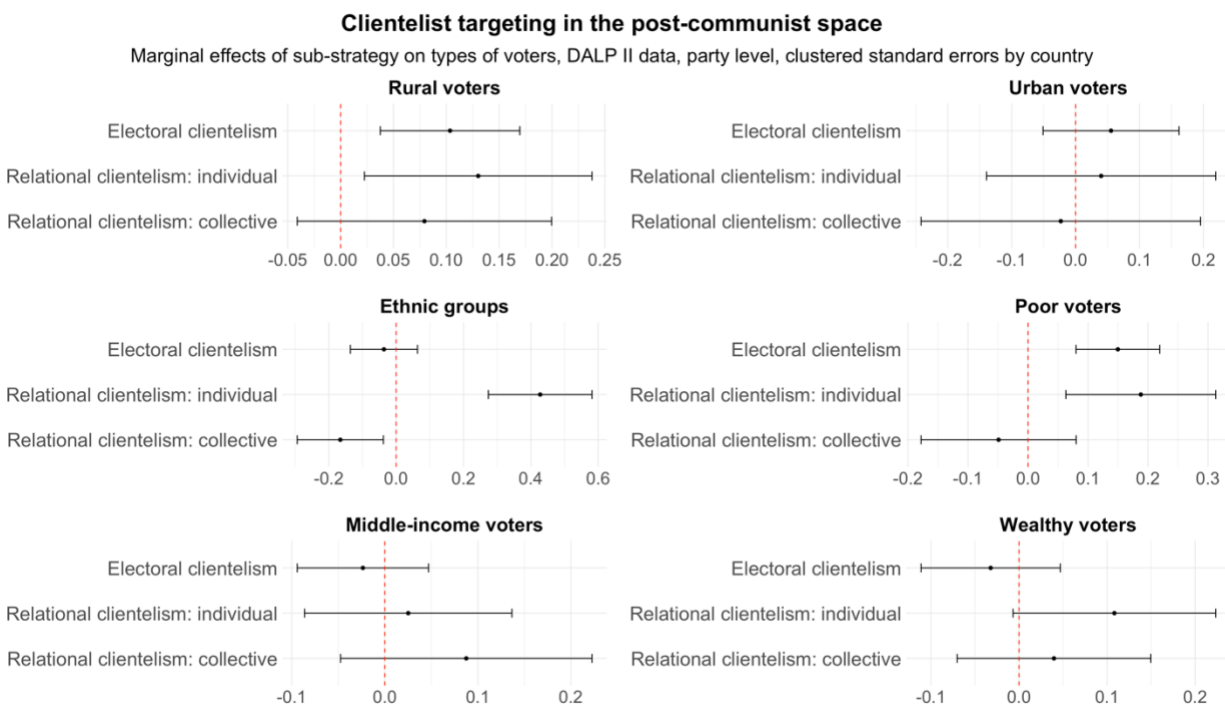 Clientelist targeting in the post-communist space
Marginal effects of sub-strategy on types of voters, DALP II data, party level, clustered standard errors by country
Rural voters
Electoral clientelism
Relational clientelism: individual
Relational clientelism: collective
-0.05 0.00 0.05 0.10 0.15 0.20 0.25
Urban voters
Electoral clientelism
Relational clientelism: individual
Relational clientelism: collective
-0.2 -0.1 0.0 0.1 0.2
Ethnic groups
Electoral clientelism
Relational clientelism: individual
Relational clientelism: collective
-0.2 0.0 0.2 0.4 0.6
Poor voters
Electoral clientelism
Relational clientelism: individual
Relational clientelism: collective
-0.2 -0.1 0.0 0.1 0.2 0.3
Middle-income voters
Electoral clientelism
Relational clientelism: individual
Relational clientelism: collective
-0.1 0.0 0.1 0.2
Wealthy voters
Electoral clientelism
Relational clientelism: individual
Relational clientelism: collective
-0.1 0.0 0.1 0.2